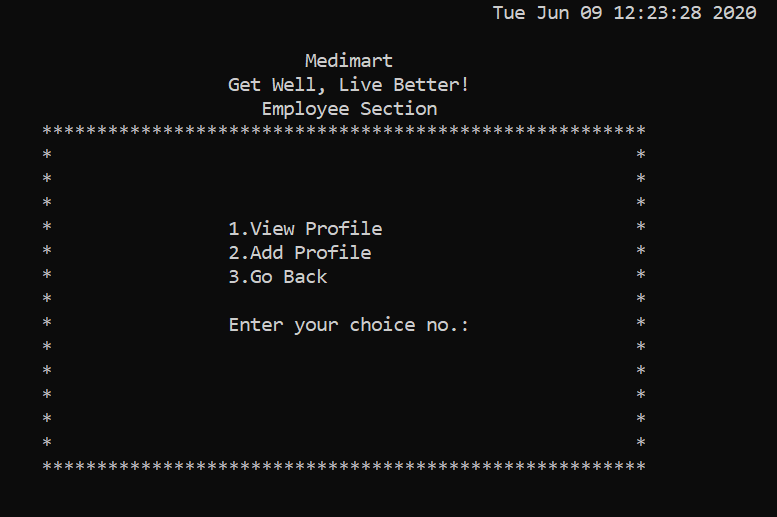 Tue Jun 09 12:23:28 2020
Medimart
Get Well, Live Better!
Employee Section
*******************************************************
* *
* *
* *
* 1.View Profile *
* 2.Add Profile *
* 3.Go Back *
* *
* Enter your choice no.: *
* *
* *
* *
* *
* *
*******************************************************